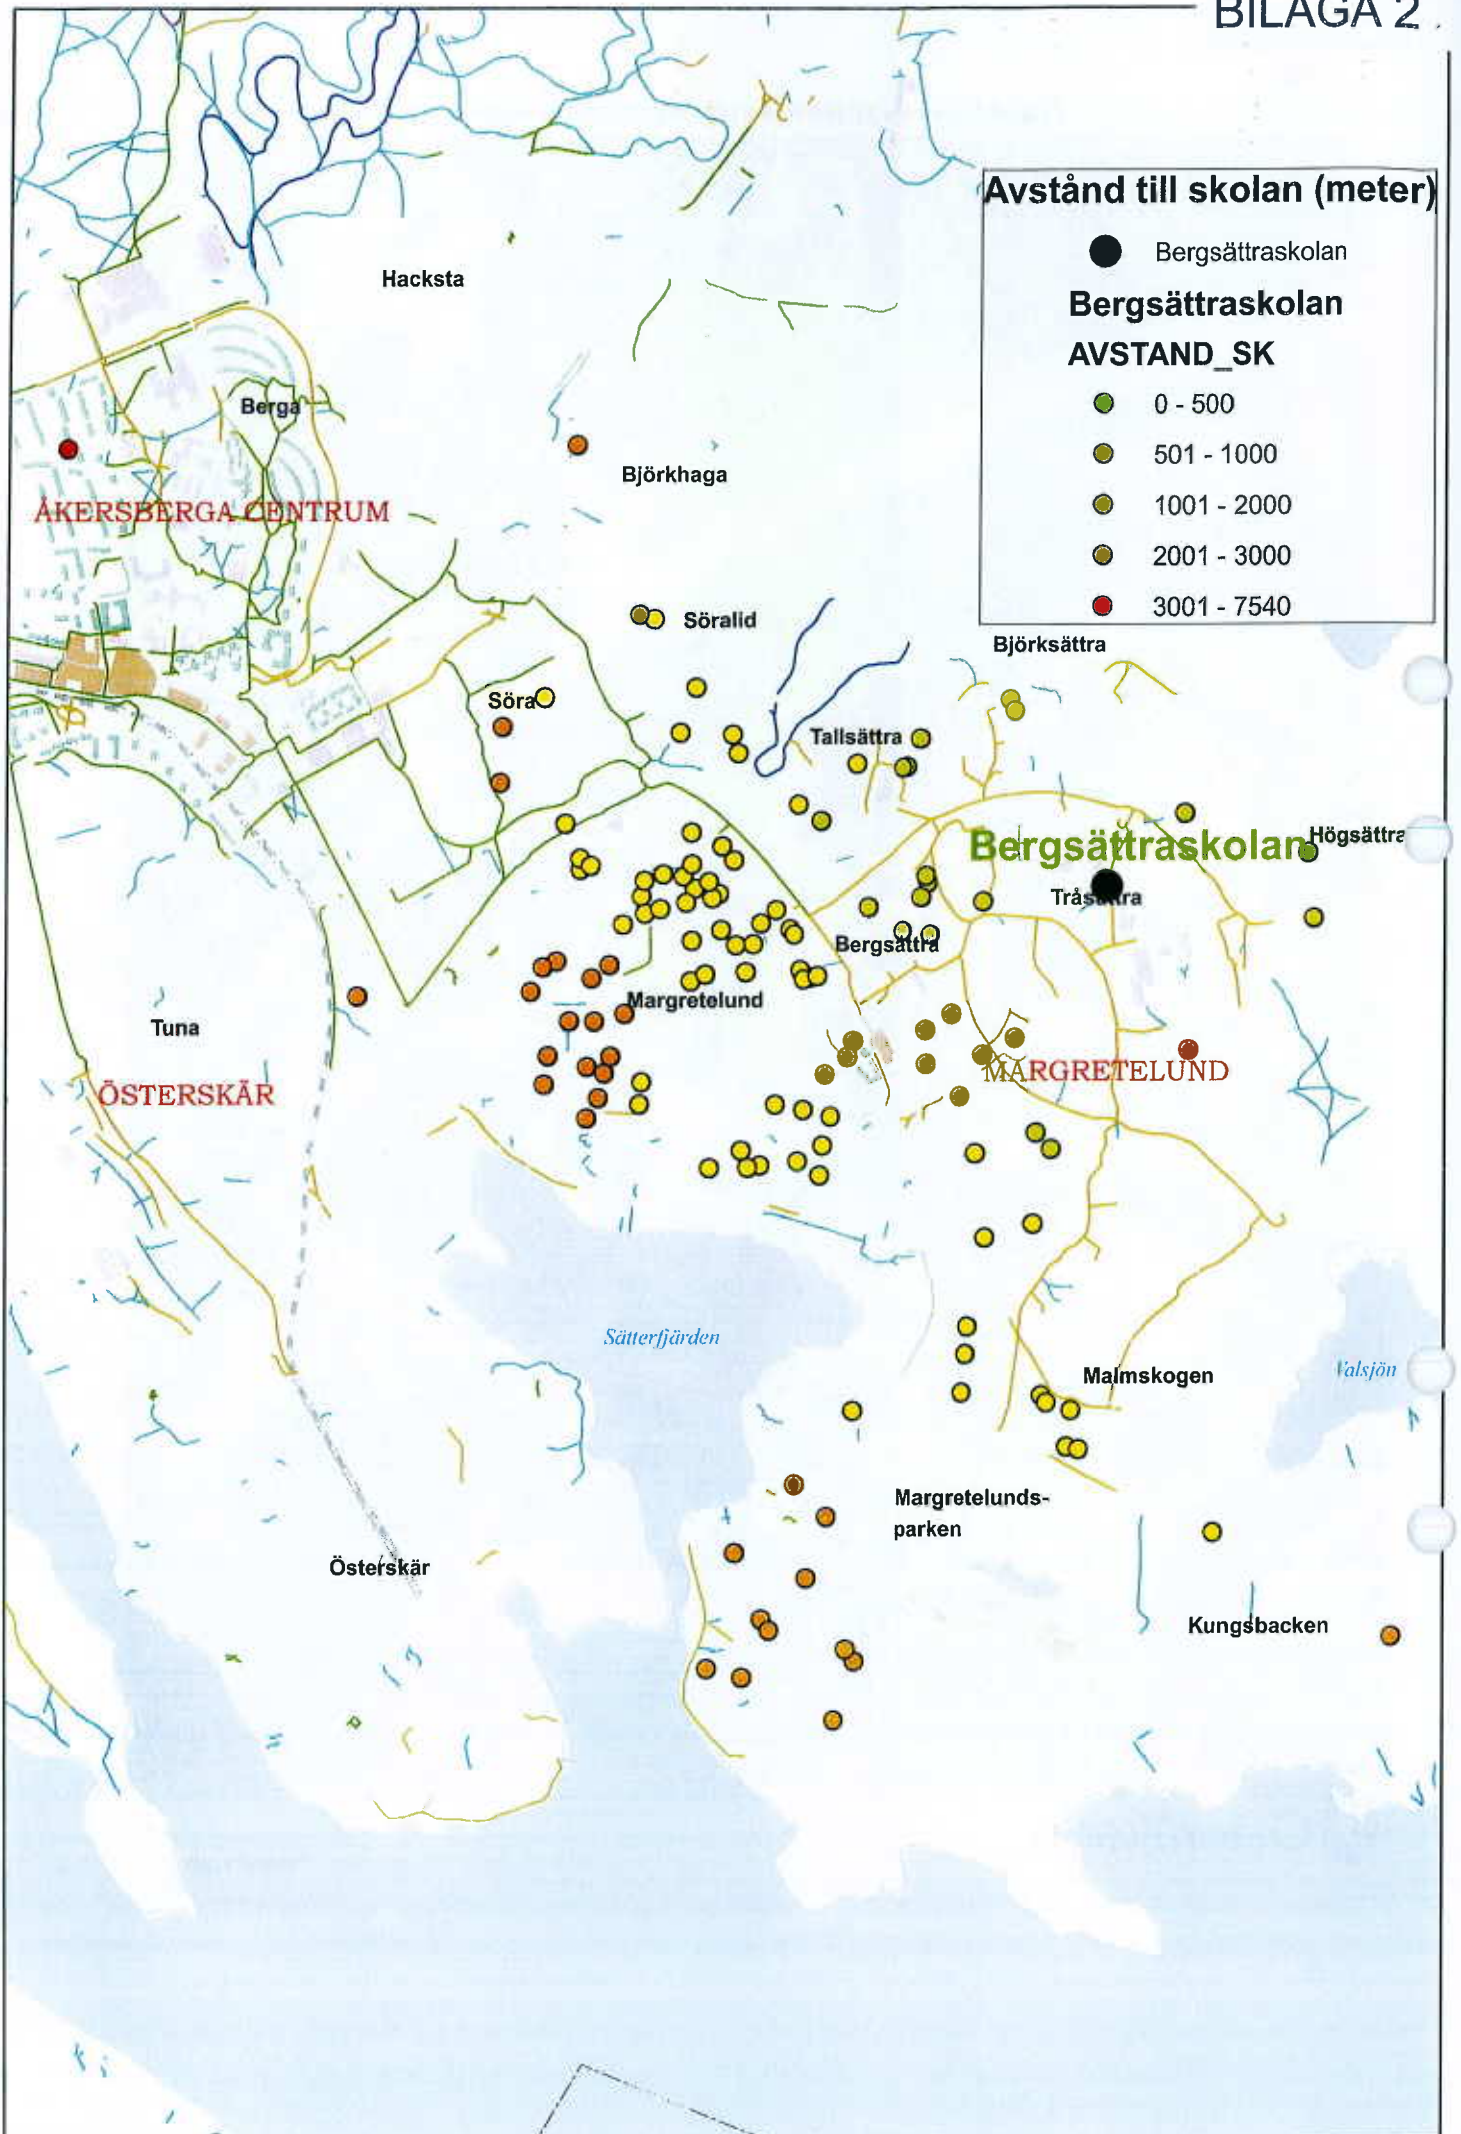 BILAGA 2
Avstånd till skolan (meter)
Bergsättraskolan
Bergsättraskolan
AVSTAND_SK
0 - 500
501 - 1000
1001 - 2000
2001 - 3000
3001 - 7540
Hacksta
Berga
Björkhaga
ÅKERSBERGA CENTRUM
Söralid
Björksättra
Söra
Tallsättra
Bergsättraskolan
Högsättra
Tråsättra
Bergsättra
Margretelund
Tuna
MARGRETELUND
ÖSTERSKÄR
Sätterfjärden
Malmskogen
Valsjön
Margretelunds-
parken
Österskär
Kungsbacken